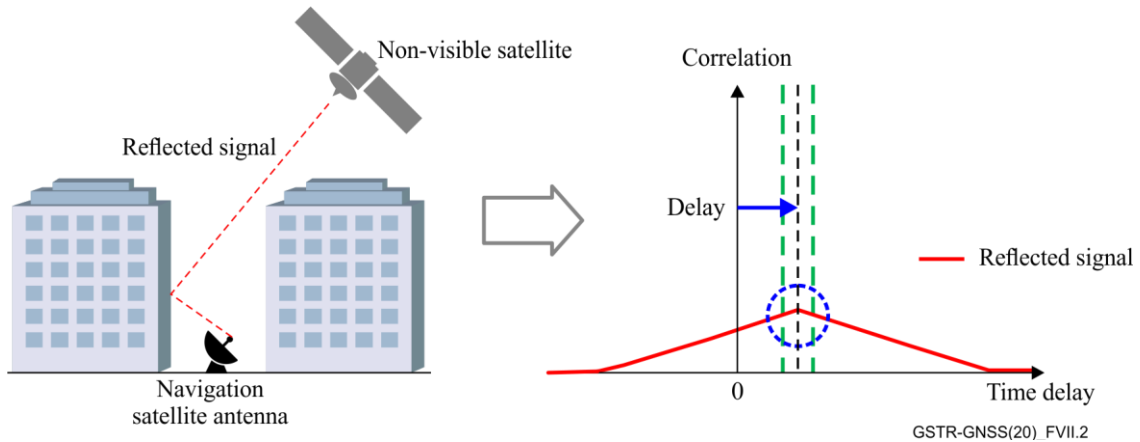 Non-visible satellite
Reflected signal
Navigation
satellite antenna
Correlation
Delay
Reflected signal
0
Time delay
GSTR-GNSS(20)_FVII.2